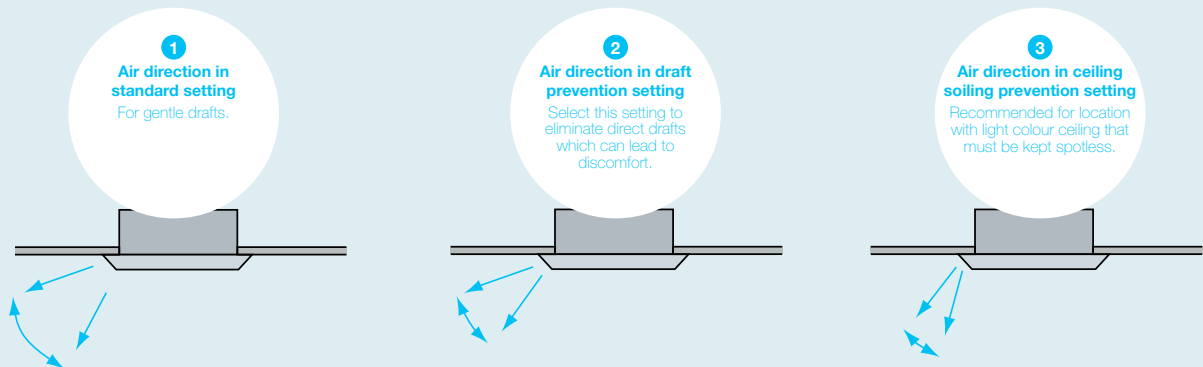 1
Air direction in
standard setting
For gentle drafts.
2
Air direction in draft
prevention setting
Select this setting to
eliminate direct drafts
which can lead to
discomfort.
3
Air direction in ceiling
soiling prevention setting
Recommended for location
with light colour ceiling that
must be kept spotless.